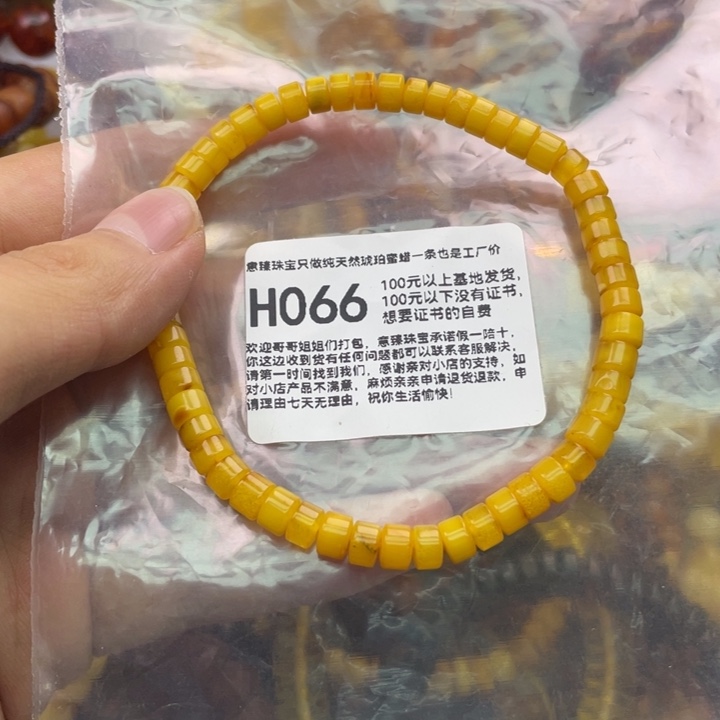 意臻珠宝只做纯天然琥珀蜜蜡一条也是工厂价
H066
100元以上基地发货,
100元以下没有证书,
想要证书的自费
欢迎哥哥姐姐们打包, 意臻珠宝承诺假一陪十,
你这边收到货有任何问题都可以联系客服解决,
请第一时间找到我们, 感谢亲对小店的支持, 如
对小店产品不满意, 麻烦亲亲申请退货退款, 申
请理由七天无理由, 祝你生活愉快!